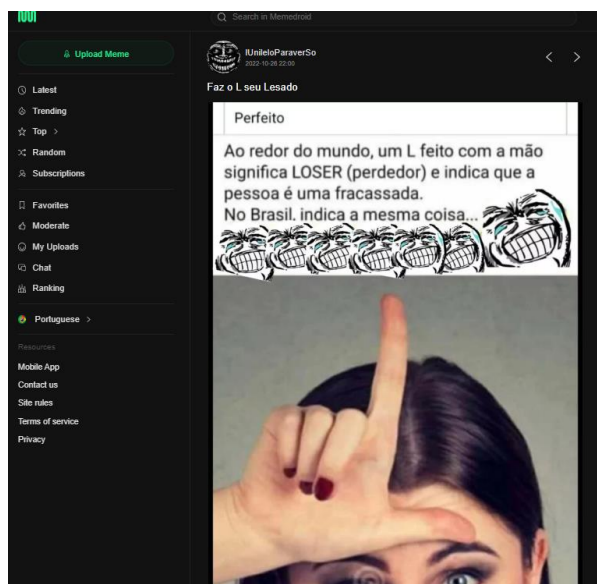 Search in Memedroid
Upload Meme
Latest
Trending
Top >
Random
Subscriptions
Favorites
Moderate
My Uploads
Chat
Ranking
Portuguese >
Resources
Mobile App
Contact us
Site rules
Terms of service
Privacy
IUnileloParaverSo
2022-10-26 22:00
Faz o L seu Lesado
Perfeito
Ao redor do mundo, um L feito com a mão
significa LOSER (perdedor) e indica que a
pessoa é uma fracassada.
No Brasil. indica a mesma coisa...